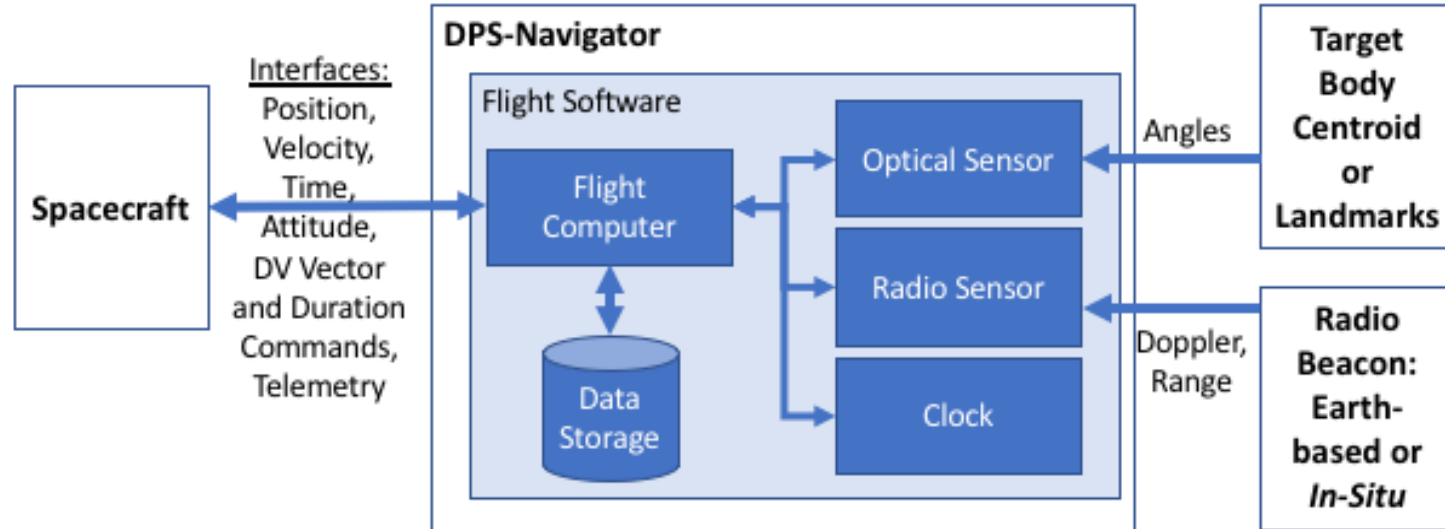 Spacecraft
Interfaces:
Position,
Velocity,
Time,
Attitude,
DV Vector
and Duration
Commands,
Telemetry
DPS-Navigator
Flight Software
Flight
Computer
Data
Storage
Optical Sensor
Radio Sensor
Clock
Angles
Doppler,
Range
Target
Body
Centroid
or
Landmarks
Radio
Beacon:
Earth-
based or
In-Situ